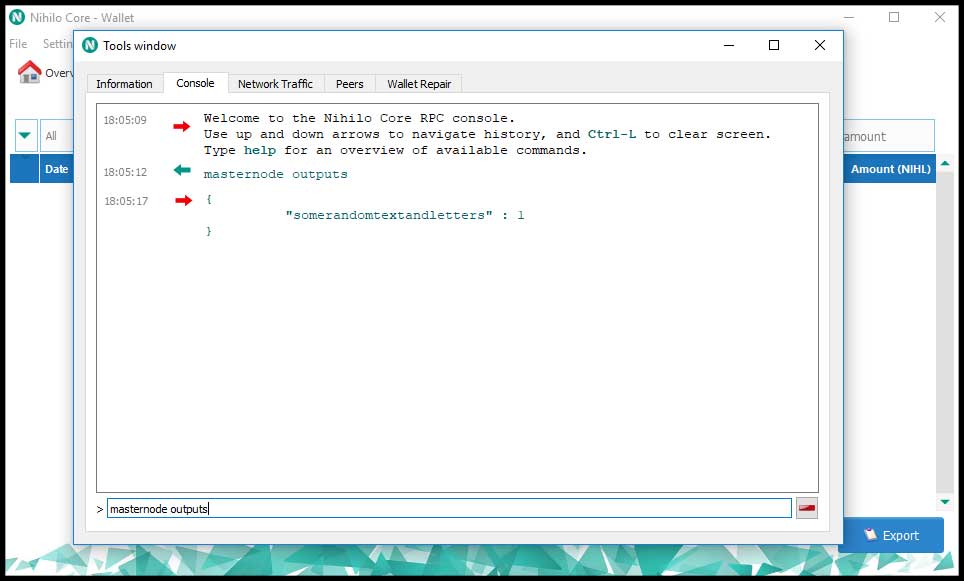 Nihilo Core - Wallet
File
Settin
Overv
Tools window
Information
Console
Network Traffic
Peers
Wallet Repair
All
amount
Date
Amount (NIHL)
18:05:09
Welcome to the Nihilo Core RPC console.
Use up and down arrows to navigate history, and Ctrl-L to clear screen.
Type help for an overview of available commands.
18:05:12
masternode outputs
18:05:17
{
"somerandomtextandletters" : 1
}
> masternode outputs
Export